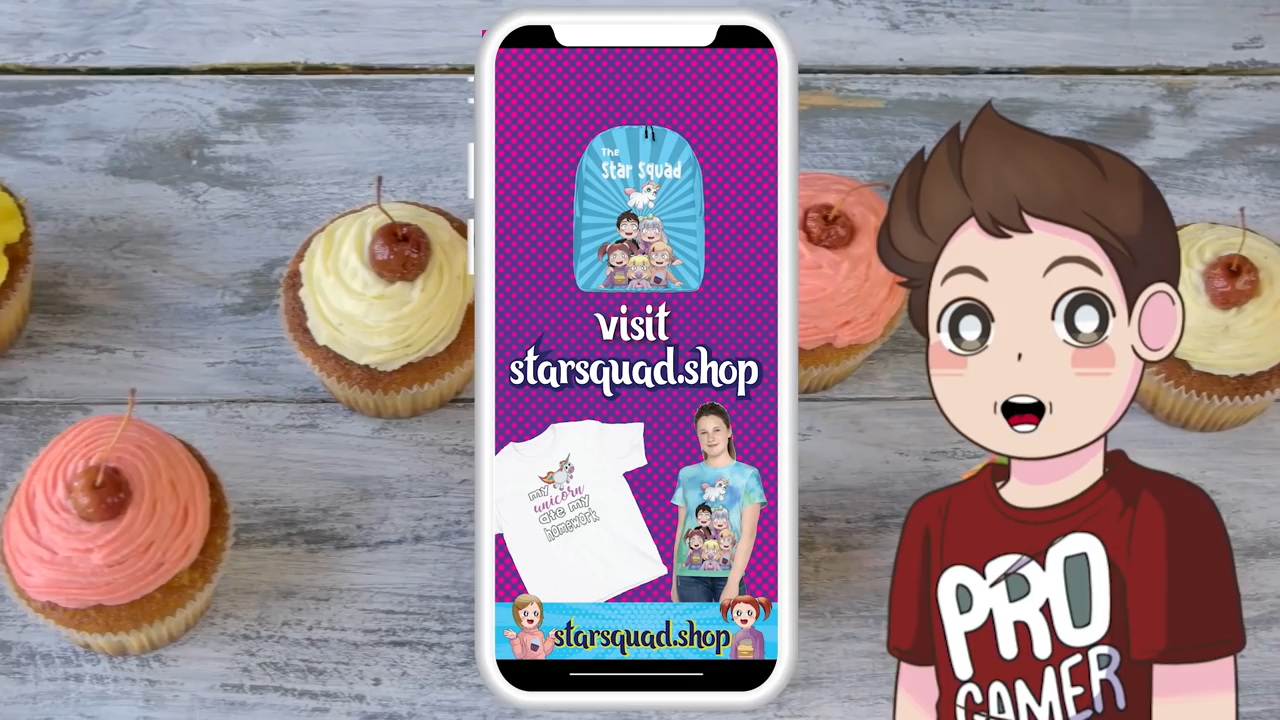 The
Star Squad
visit
starsquad.shop
my
unicorn
ate my
homework
starsquad.shop
PRO
GAMER